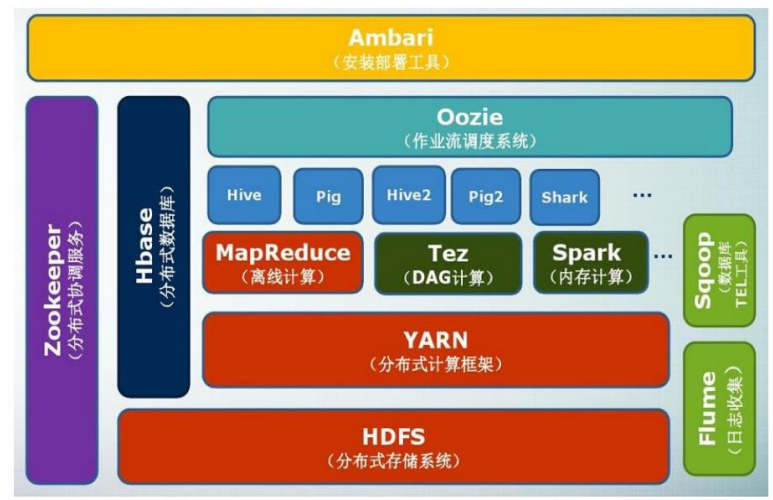 Ambari
(安装部署工具)
Zookeeper
(分布式协调服务)
Hbase
(分布式数据库)
Oozie
(作业流调度系统)
Hive
Pig
Hive2
Pig2
Shark
...
MapReduce
(离线计算)
Tez
(DAG计算)
Spark
(内存计算)
...
YARN
(分布式计算框架)
HDFS
(分布式存储系统)
Sqoop
(数据库
TEL工具)
Flume
(日志收集)